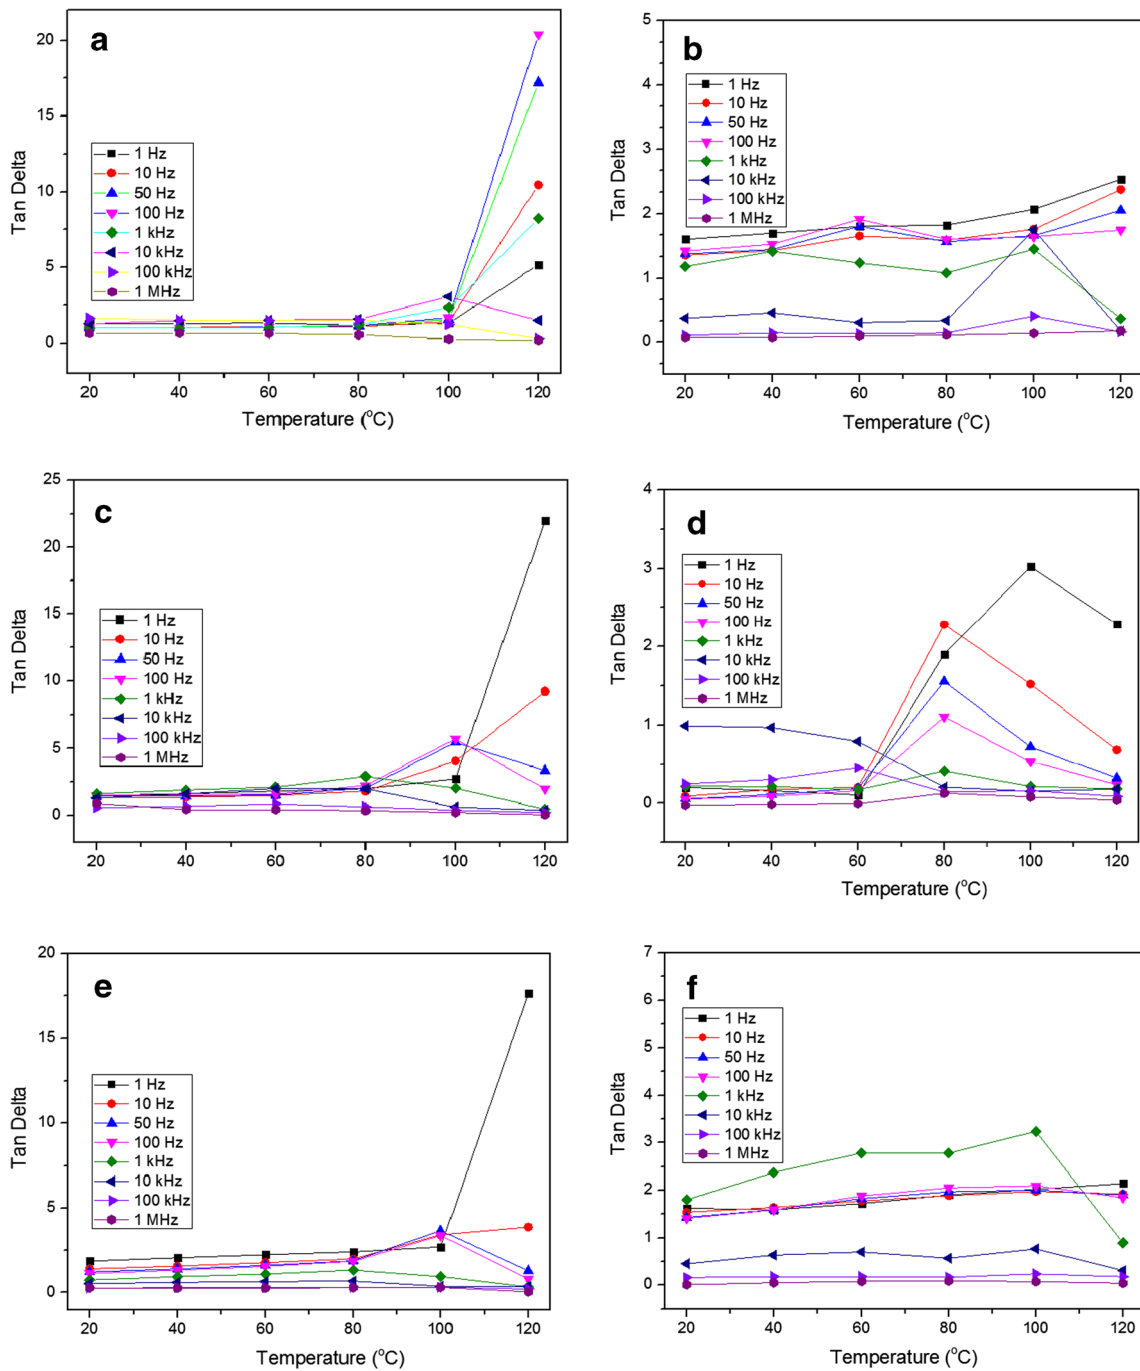 a
20
15
10
5
0
Tan Delta
1 Hz
10 Hz
50 Hz
100 Hz
1 kHz
10 kHz
100 kHz
1 MHz
20 40 60 80 100 120
Temperature (°C)
b
5
4
3
2
1
0
Tan Delta
1 Hz
10 Hz
50 Hz
100 Hz
1 kHz
10 kHz
100 kHz
1 MHz
20 40 60 80 100 120
Temperature (°C)
c
25
20
15
10
5
0
Tan Delta
1 Hz
10 Hz
50 Hz
100 Hz
1 kHz
10 kHz
100 kHz
1 MHz
20 40 60 80 100 120
Temperature (°C)
d
4
3
2
1
0
Tan Delta
1 Hz
10 Hz
50 Hz
100 Hz
1 kHz
10 kHz
100 kHz
1 MHz
20 40 60 80 100 120
Temperature (°C)
e
20
15
10
5
0
Tan Delta
1 Hz
10 Hz
50 Hz
100 Hz
1 kHz
10 kHz
100 kHz
1 MHz
20 40 60 80 100 120
Temperature (°C)
f
7
6
5
4
3
2
1
0
Tan Delta
1 Hz
10 Hz
50 Hz
100 Hz
1 kHz
10 kHz
100 kHz
1 MHz
20 40 60 80 100 120
Temperature (°C)